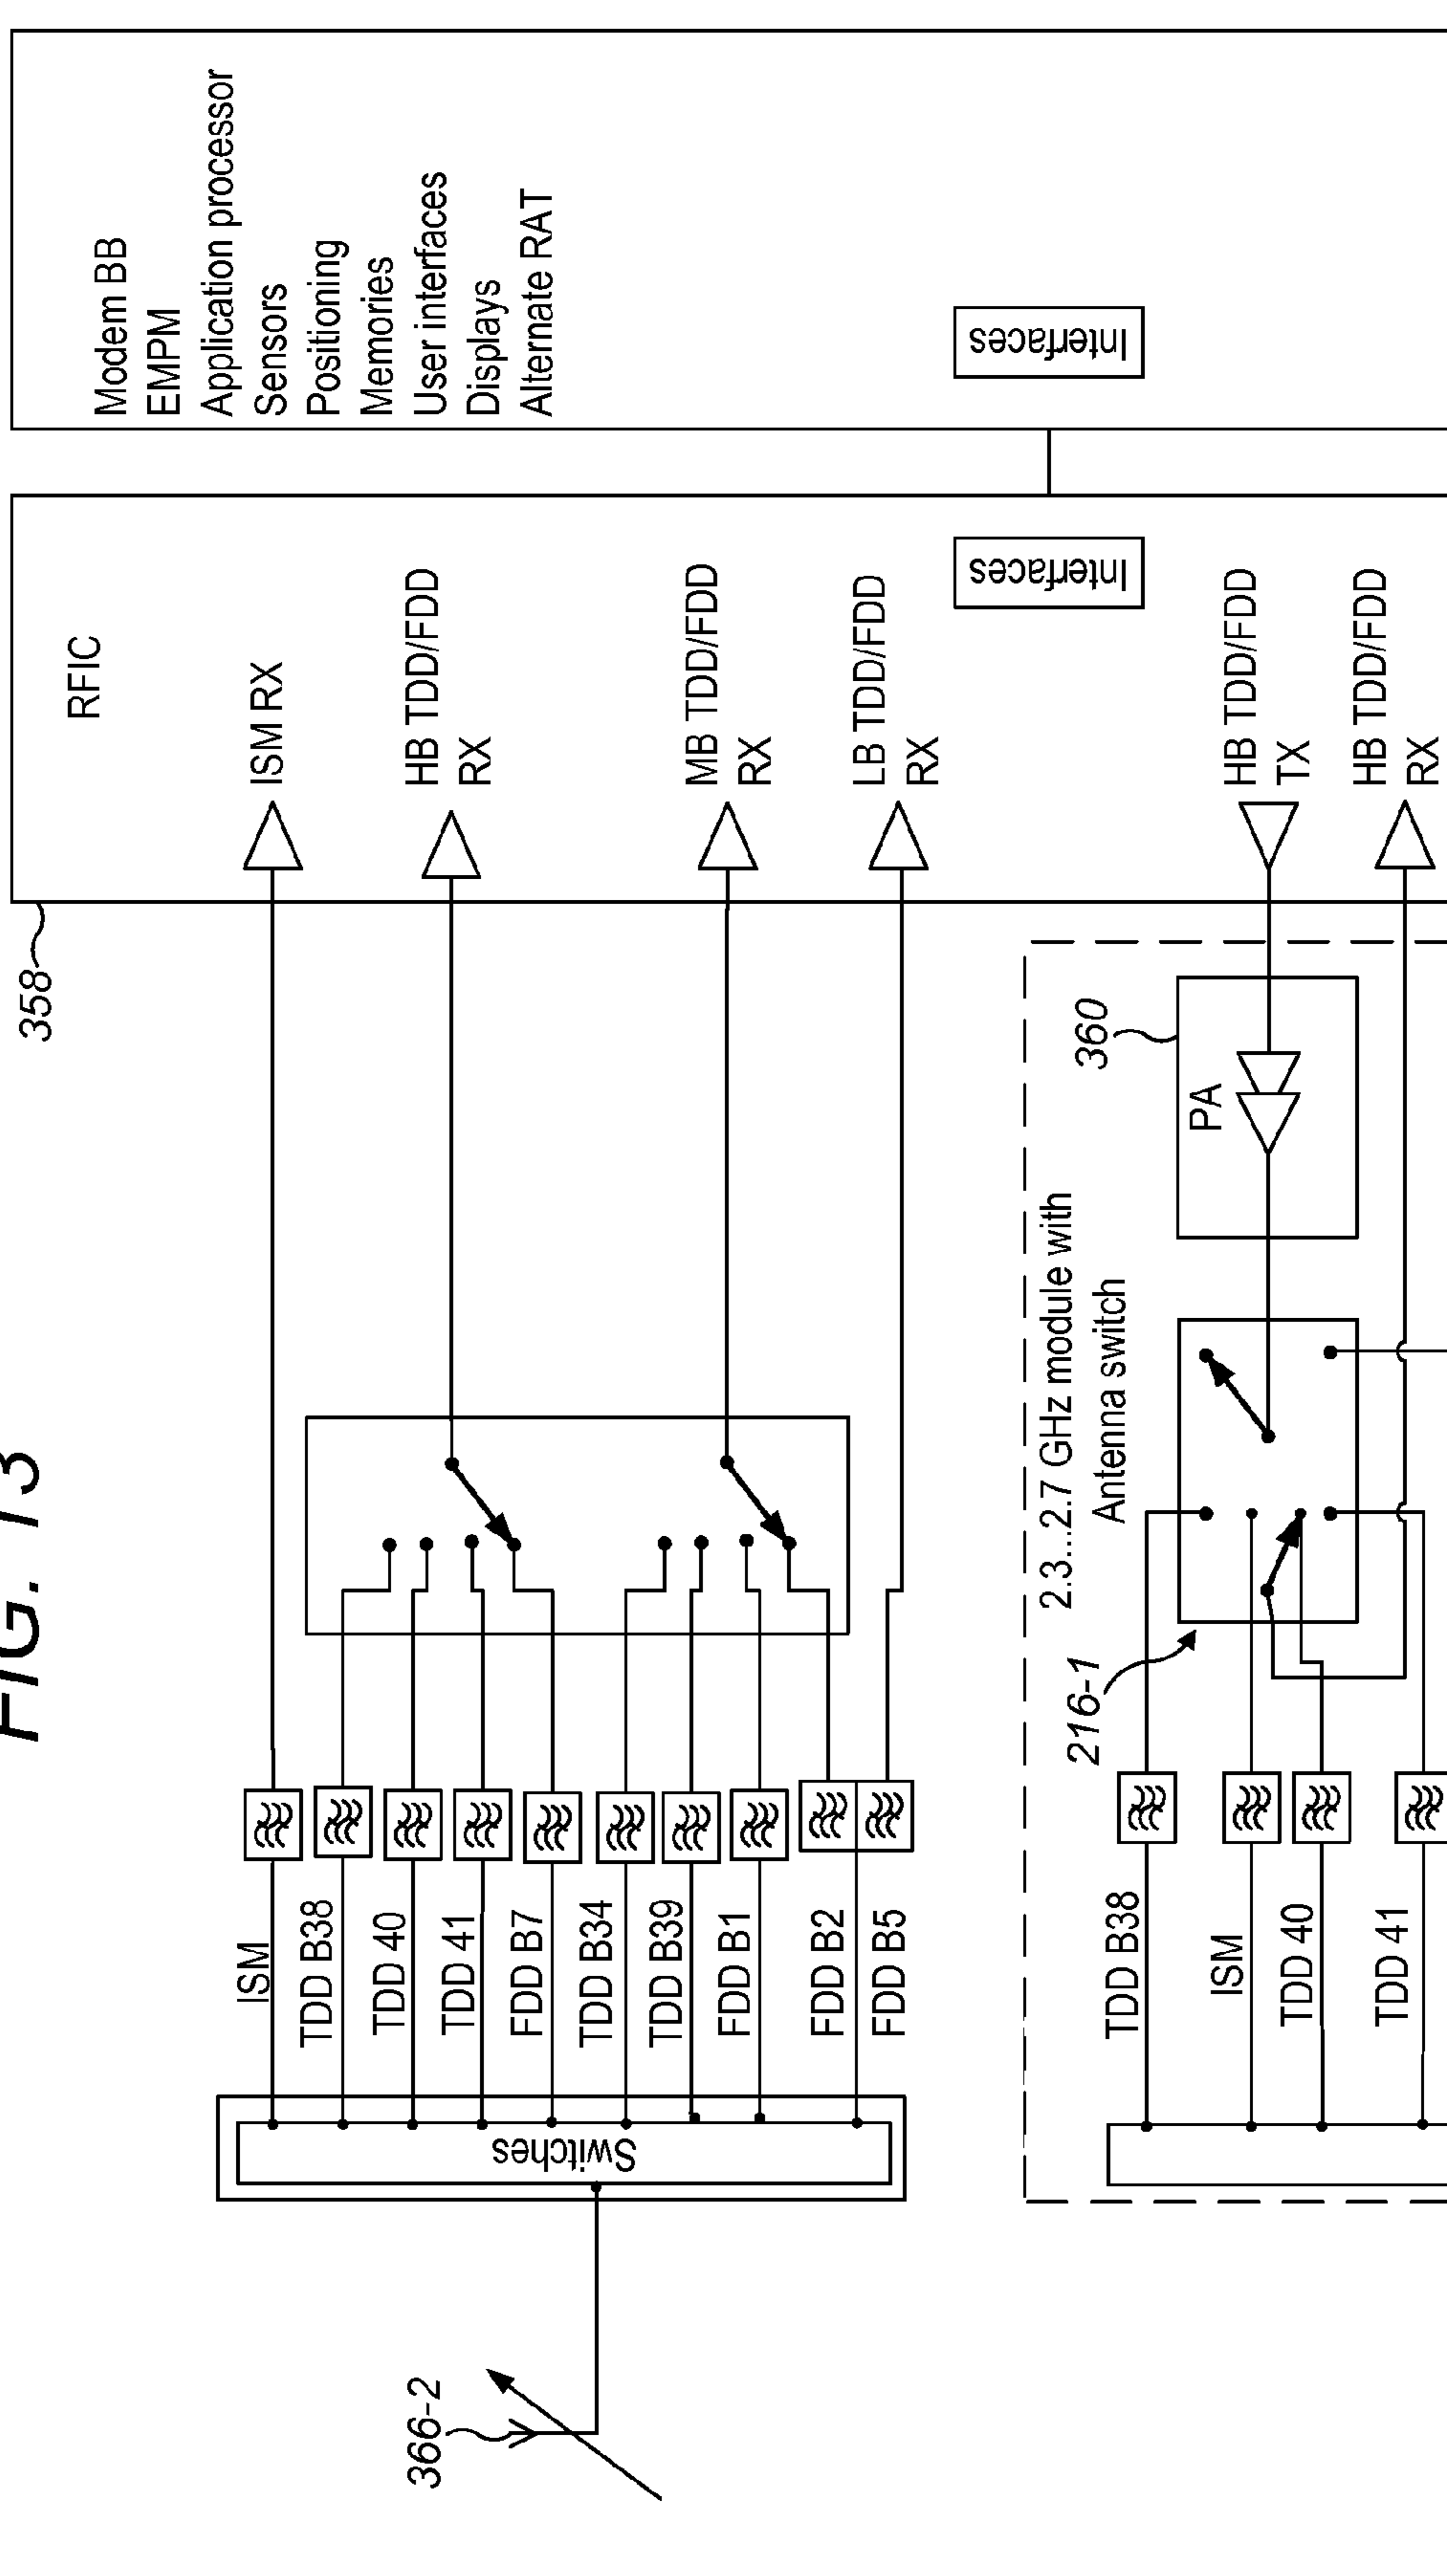 FIG. 13
Modem BB
EMPM
Application processor
Sensors
Positioning
Memories
User interfaces
Displays
Alternate RAT
Interfaces
358
RFIC
ISM RX
HB TDD/FDD
RX
MB TDD/FDD
RX
LB TDD/FDD
RX
Interfaces
HB TDD/FDD
TX
HB TDD/FDD
RX
360
PA
2.3...2.7 GHz module with
Antenna switch
216-1
ISM
TDD B38
TDD 40
TDD 41
FDD B7
TDD B34
TDD B39
FDD B1
FDD B2
FDD B5
TDD B38
ISM
TDD 40
TDD 41
Switches
366-2